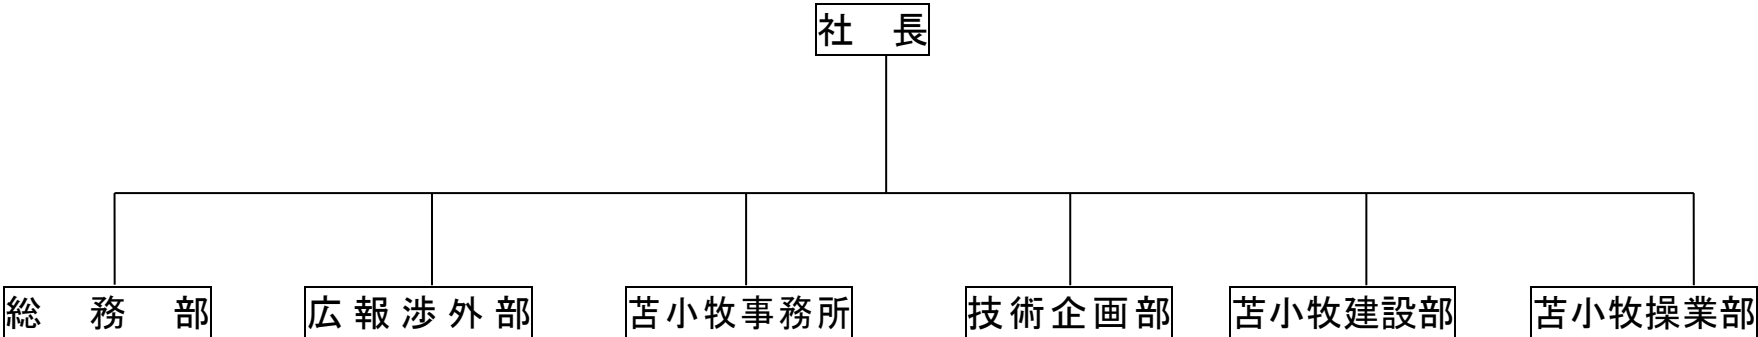 社　長
総　務　部
広報渉外部
苫小牧事務所
技術企画部
苫小牧建設部
苫小牧操業部